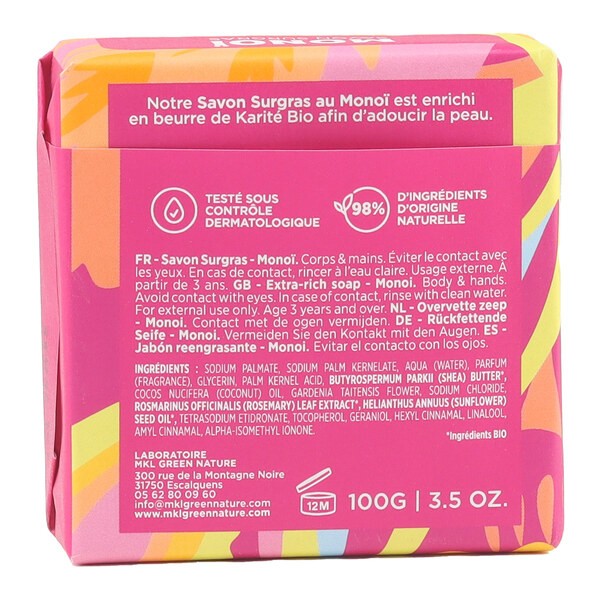 MONOÏ
Notre Savon Surgras au Monoï est enrichi
en beurre de Karité Bio afin d'adoucir la peau.
TESTÉ SOUS
CONTRÔLE
DERMATOLOGIQUE
98%
D'INGRÉDIENTS
D'ORIGINE
NATURELLE
FR - Savon Surgras - Monoï. Corps & mains. Éviter le contact avec
les yeux. En cas de contact, rincer à l'eau claire. Usage externe. À
partir de 3 ans. GB - Extra-rich soap - Monoi. Body & hands.
Avoid contact with eyes. In case of contact, rinse with clean water.
For external use only. Age 3 years and over. NL - Overvette zeep
- Monoi. Contact met de ogen vermijden. DE - Rückfettende
Seife - Monoi. Vermeiden Sie den Kontakt mit den Augen. ES -
Jabón reengrasante - Monoi. Evitar el contacto con los ojos.
INGRÉDIENTS : SODIUM PALMATE, SODIUM PALM KERNELATE, AQUA (WATER), PARFUM
(FRAGRANCE), GLYCERIN, PALM KERNEL ACID, BUTYROSPERMUM PARKII (SHEA) BUTTER*,
COCOS NUCIFERA (COCONUT) OIL, GARDENIA TAITENSIS FLOWER, SODIUM CHLORIDE,
ROSMARINUS OFFICINALIS (ROSEMARY) LEAF EXTRACT*, HELIANTHUS ANNUUS (SUNFLOWER)
SEED OIL*, TETRASODIUM ETIDRONATE, TOCOPHEROL, GERANIOL, HEXYL CINNAMAL, LINALOOL,
AMYL CINNAMAL, ALPHA-ISOMETHYL IONONE.
*Ingrédients BIO
LABORATOIRE
MKL GREEN NATURE
300 rue de la Montagne Noire
31750 Escalquens
05 62 80 09 60
info@mklgreennature.com
www.mklgreennature.com
12M
100G | 3.5 OZ.